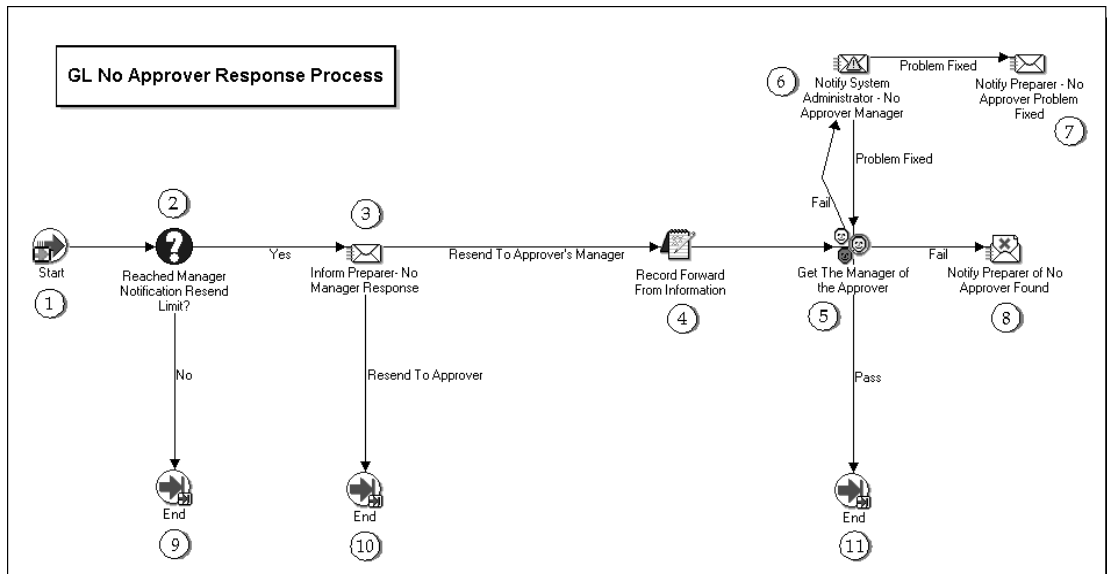 GL No Approver Response Process
6
Notify System
Administrator - No
Approver Manager
Problem Fixed
Notify Preparer - No
Approver Problem
Fixed
7
Problem Fixed
Fail
Start
1
2
Reached Manager
Notification Resend
Limit?
Yes
3
Inform Preparer- No
Manager Response
Resend To Approver's Manager
Record Forward
From Information
4
Get The Manager of
the Approver
5
Fail
Notify Preparer of No
Approver Found
8
No
Resend To Approver
Pass
End
9
End
10
End
11